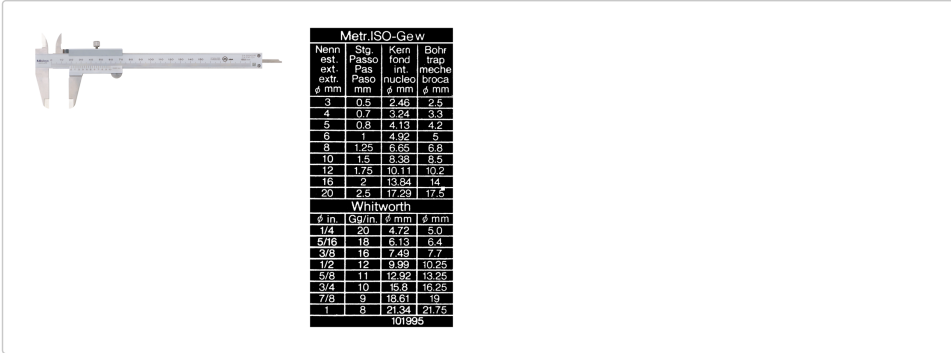 Metr.ISO-Gew
Nenn Stg. Kern Bohr
est. Passo fond trap
ext. Pas int. meche
extr. Paso nucleo broca
ø mm mm ø mm ø mm
3 0.5 2.46 2.5
4 0.7 3.24 3.3
5 0.8 4.13 4.2
6 1 4.92 5
8 1.25 6.65 6.8
10 1.5 8.38 8.5
12 1.75 10.11 10.2
16 2 13.84 14
20 2.5 17.29 17.5
Whitworth
ø in. Gg/in. ø mm ø mm
1/4 20 4.72 5.0
5/16 18 6.13 6.4
3/8 16 7.49 7.7
1/2 12 9.99 10.25
5/8 11 12.92 13.25
3/4 10 15.8 16.25
7/8 9 18.61 19
1 8 21.34 21.75
101995